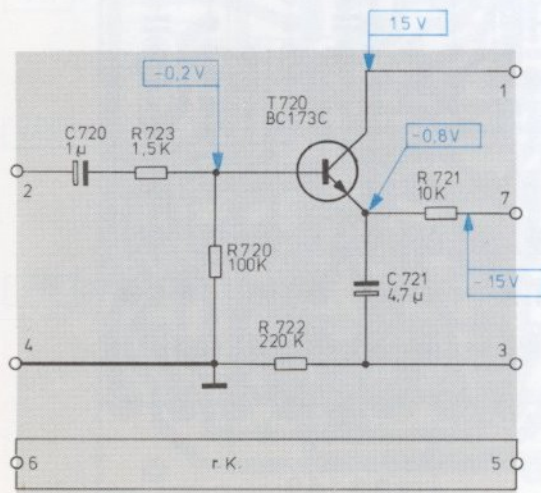 15 V
1
-0,2 V
T720
BC173C
-0,8V
C720
1µ
R723
1,5K
R 721
10K
2
7
R720
100K
C 721
4,7µ
- 15V
R 722
220 K
4
3
6
r. K.
5